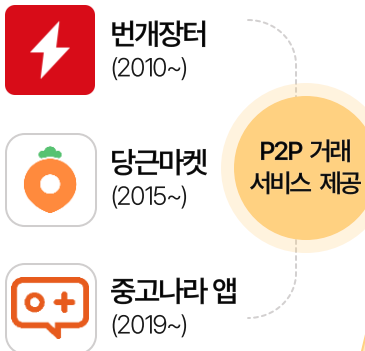 번개장터
(2010~)
당근마켓
(2015~)
중고나라 앱
(2019~)
P2P 거래
서비스 제공